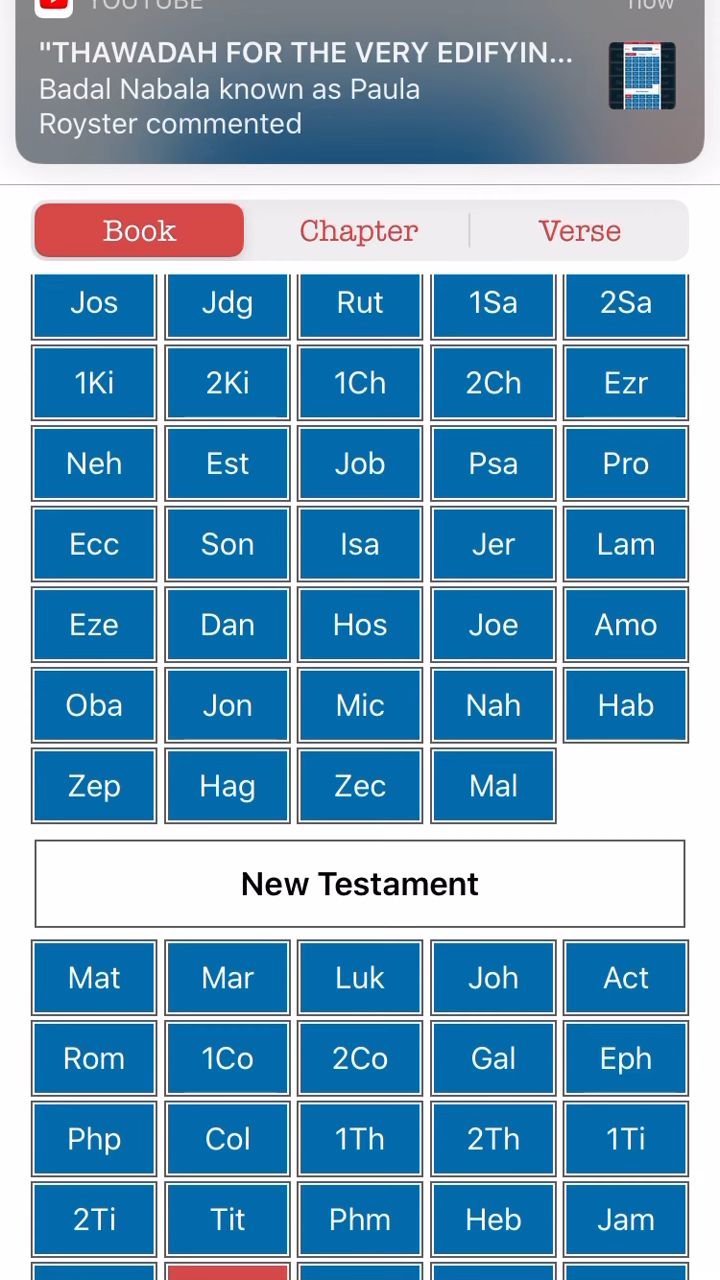 YOUTUBE now
"THAWADAH FOR THE VERY EDIFYIN...
Badal Nabala known as Paula
Royster commented
Book Chapter Verse
Jos Jdg Rut 1Sa 2Sa
1Ki 2Ki 1Ch 2Ch Ezr
Neh Est Job Psa Pro
Ecc Son Isa Jer Lam
Eze Dan Hos Joe Amo
Oba Jon Mic Nah Hab
Zep Hag Zec Mal
New Testament
Mat Mar Luk Joh Act
Rom 1Co 2Co Gal Eph
Php Col 1Th 2Th 1Ti
2Ti Tit Phm Heb Jam